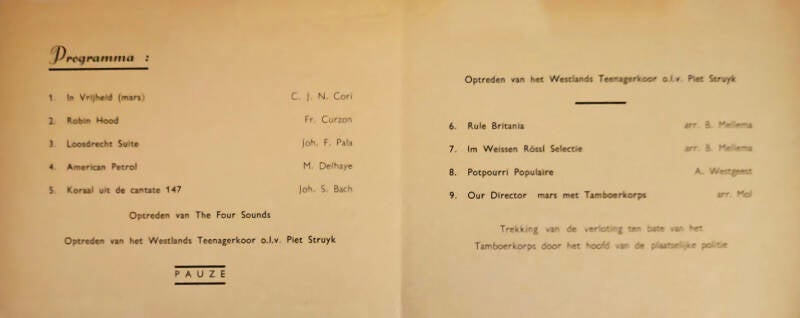 Programma :
1. In Vrijheid (mars) C. J. N. Cori
2. Robin Hood Fr. Curzon
3. Loosdrecht Suite Joh. F. Pala
4. American Petrol M. Delhaye
5. Koraal uit de cantate 147 Joh. S. Bach
Optreden van The Four Sounds
Optreden van het Westlands Teenagerkoor o.l.v. Piet Struyk
PAUZE
Optreden van het Westlands Teenagerkoor o.l.v. Piet Struyk
6. Rule Britania arr. B. Mellema
7. Im Weissen Rössl Selectie arr. B. Mellema
8. Potpourri Populaire A. Westgeest
9. Our Director mars met Tamboerkorps arr. Mol
Trekking van de verloting ten bate van het
Tamboerkorps door het hoofd van de plaatselijke politie